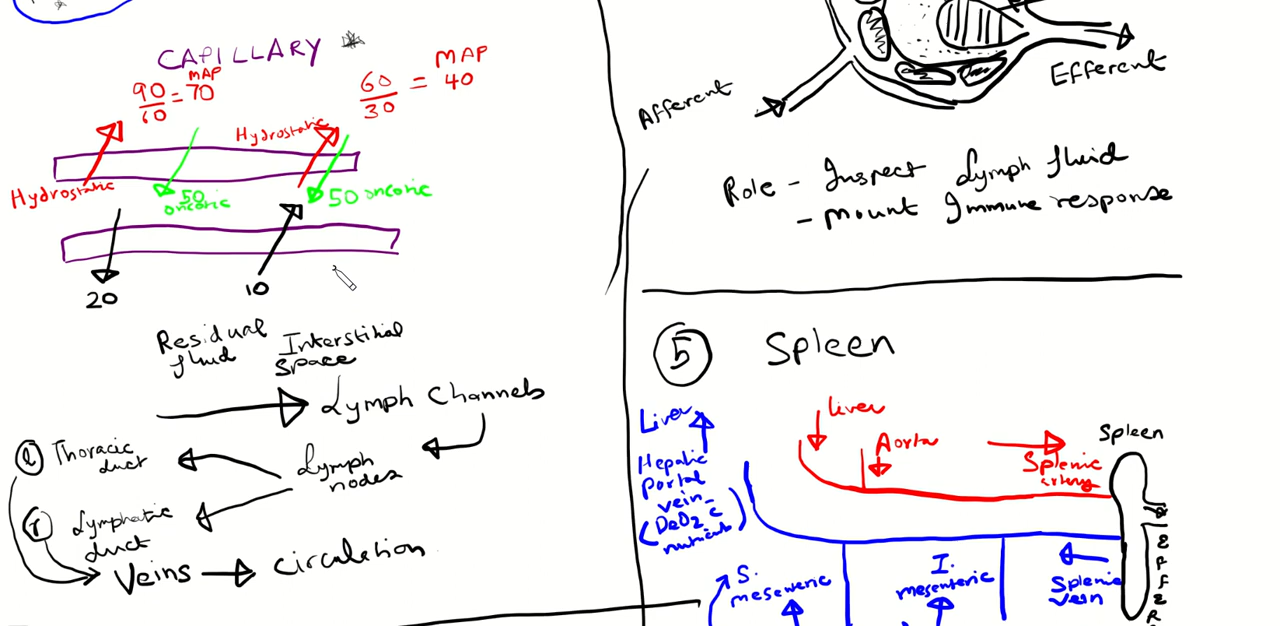 CAPILLARY
90/60 = 70
MAP
60/30 = 40
MAP
Hydrostatic
Hydrostatic
50
oncotic
50 oncotic
20
10
Residual
fluid
Interstitial
space
Lymph Channels
Lymph
nodes
(l) Thoracic
duct
(r) Lymphatic
duct
Veins → Circulation
Afferent
Efferent
Role - Inspect Lymph fluid
- mount Immune response
5 Spleen
Liver
Hepatic
portal
vein -
(DeO2 c
nutrients)
liver
Aorta
Splenic
artery
Spleen
S.
mesenteric
I.
mesenteric
Splenic
vein